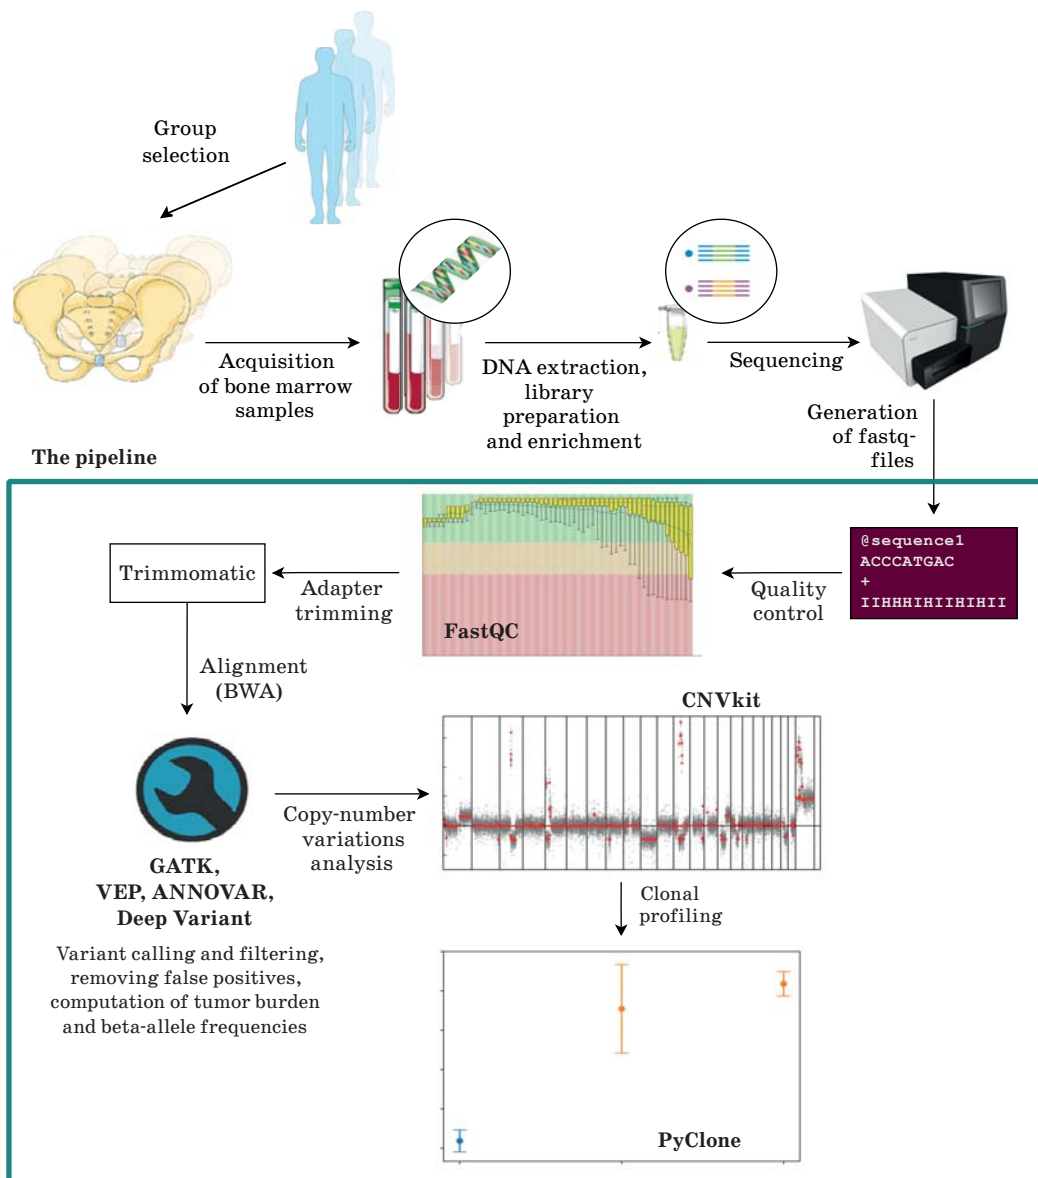 Group
selection
Acquisition
of bone marrow
samples
DNA extraction,
library
preparation
and enrichment
Sequencing
Generation
of fastq-
files
The pipeline
@sequence1
ACCCATGAC
+
IIHHHIHIIHIHII
Quality
control
FastQC
Adapter
trimming
Trimmomatic
Alignment
(BWA)
GATK,
VEP, ANNOVAR,
Deep Variant
Variant calling and filtering,
removing false positives,
computation of tumor burden
and beta-allele frequencies
Copy-number
variations
analysis
CNVkit
Clonal
profiling
PyClone